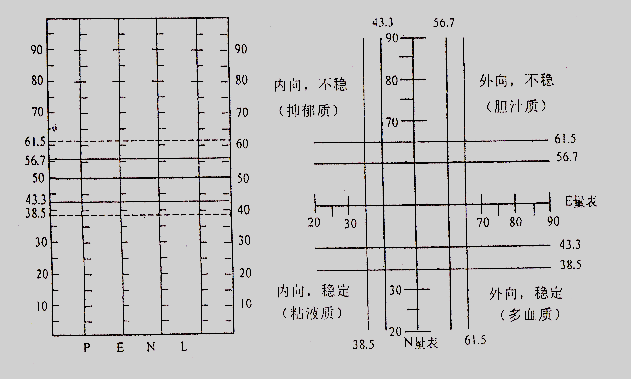 90 90
80 80
70 70
61.5 60
56.7
50 50
43.3
38.5 40
30 30
20 20
10 10
P E N L
43.3 56.7
90
内向，不稳 外向，不稳
（抑郁质） （胆汁质）
70
61.5
56.7
E量表
20 30 70 80 90
43.3
38.5
内向，稳定 30 外向，稳定
（粘液质） （多血质）
20
38.5 N量表 61.5